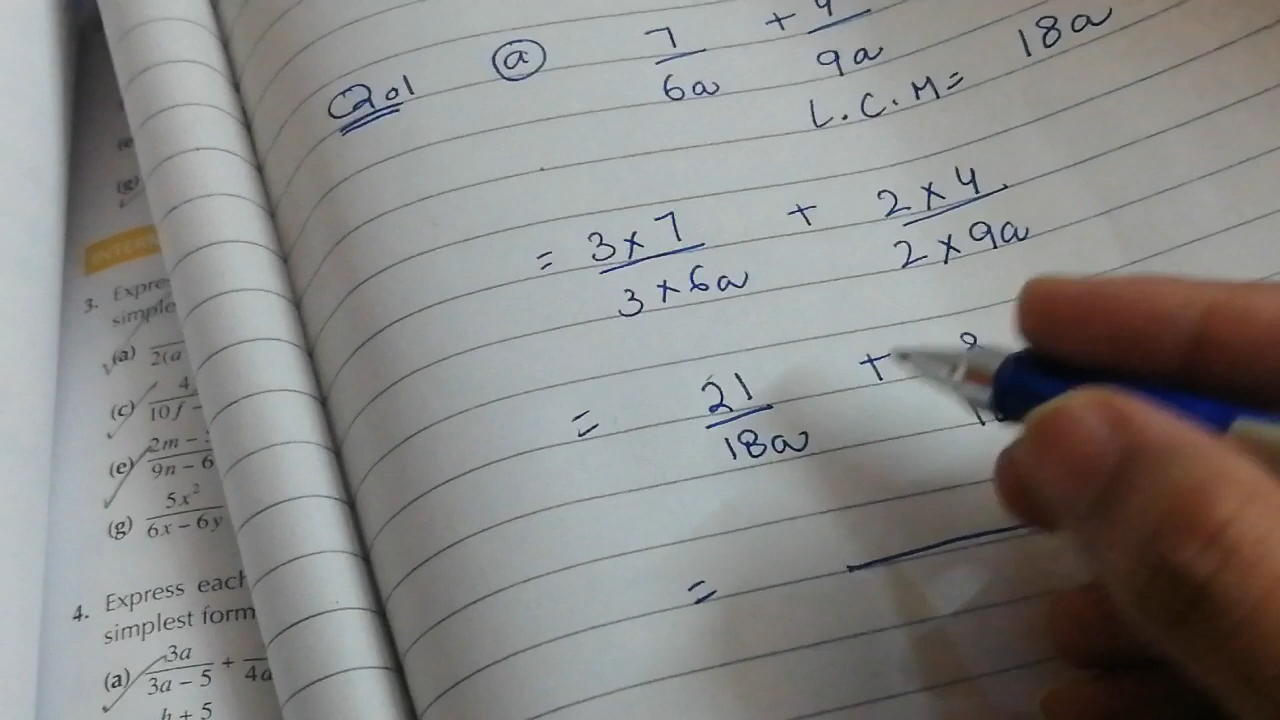 Q01 (a) 7/6a + 4/9a
L.C.M= 18a
= 3×7/3×6a + 2×4/2×9a
= 21/18a +
=
(e
(g)
INTER
3. Expre
simple
(a) 2(a
(c) 4/10f –
(e) 2m –/9n – 6
(g) 5x²/6x – 6y
4. Express each
simplest form
(a) 3a/3a – 5 + /4a
h + 5